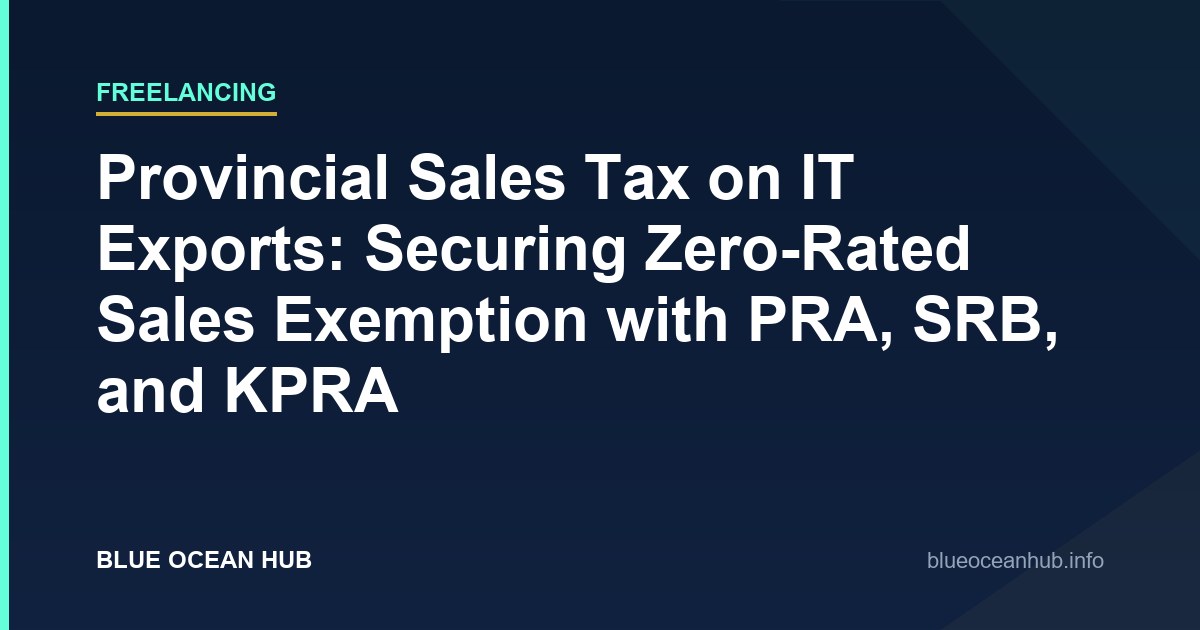 FREELANCING
Provincial Sales Tax on IT
Exports: Securing Zero-Rated
Sales Exemption with PRA, SRB,
and KPRA
BLUE OCEAN HUB
blueoceanhub.info